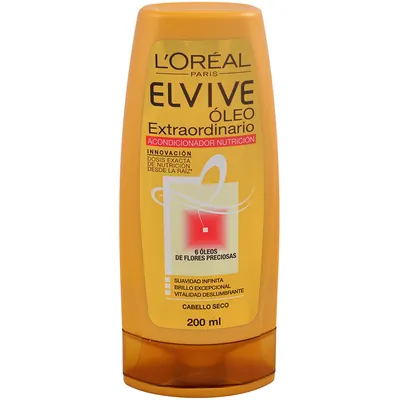 L'ORÉAL
PARIS
ELVIVE
ÓLEO
Extraordinario
ACONDICIONADOR NUTRICIÓN
INNOVACIÓN
DOSIS EXACTA
DE NUTRICIÓN
DESDE LA RAÍZ*
6 ÓLEOS
DE FLORES PRECIOSAS
SUAVIDAD INFINITA
BRILLO EXCEPCIONAL
VITALIDAD DESLUMBRANTE
CABELLO SECO
200 ml